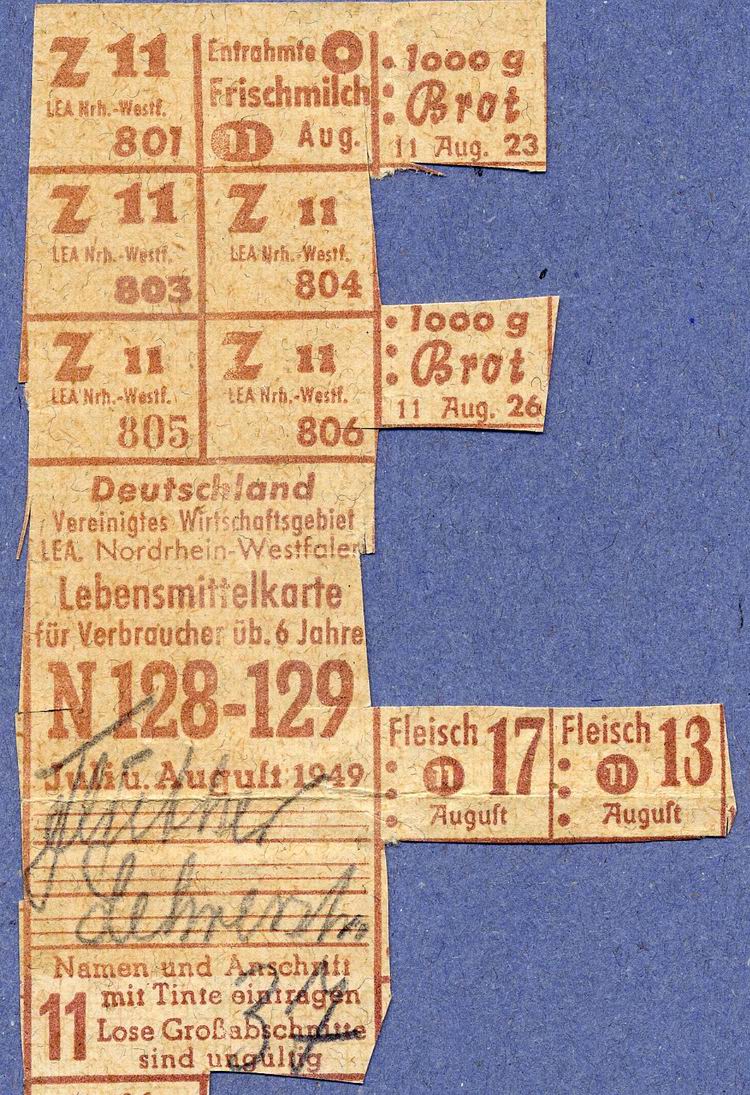 Z 11
LEA Nrh.-Westf.
801
Entrahmte
Frischmilch
11 Aug.
1000 g
Brot
11 Aug. 23
Z 11
LEA Nrh.-Westf.
803
Z 11
LEA Nrh.-Westf.
804
Z 11
LEA Nrh.-Westf.
805
Z 11
LEA Nrh.-Westf.
806
1000 g
Brot
11 Aug. 26
Deutschland
Vereinigtes Wirtschaftsgebiet
LEA. Nordrhein-Westfalen
Lebensmittelkarte
für Verbraucher üb. 6 Jahre
N 128-129
Juli u. August 1949
Fleisch 17
11
August
Fleisch 13
11
August
Namen und Anschrift
mit Tinte eintragen
11 Lose Großabschnitte
sind ungültig
37